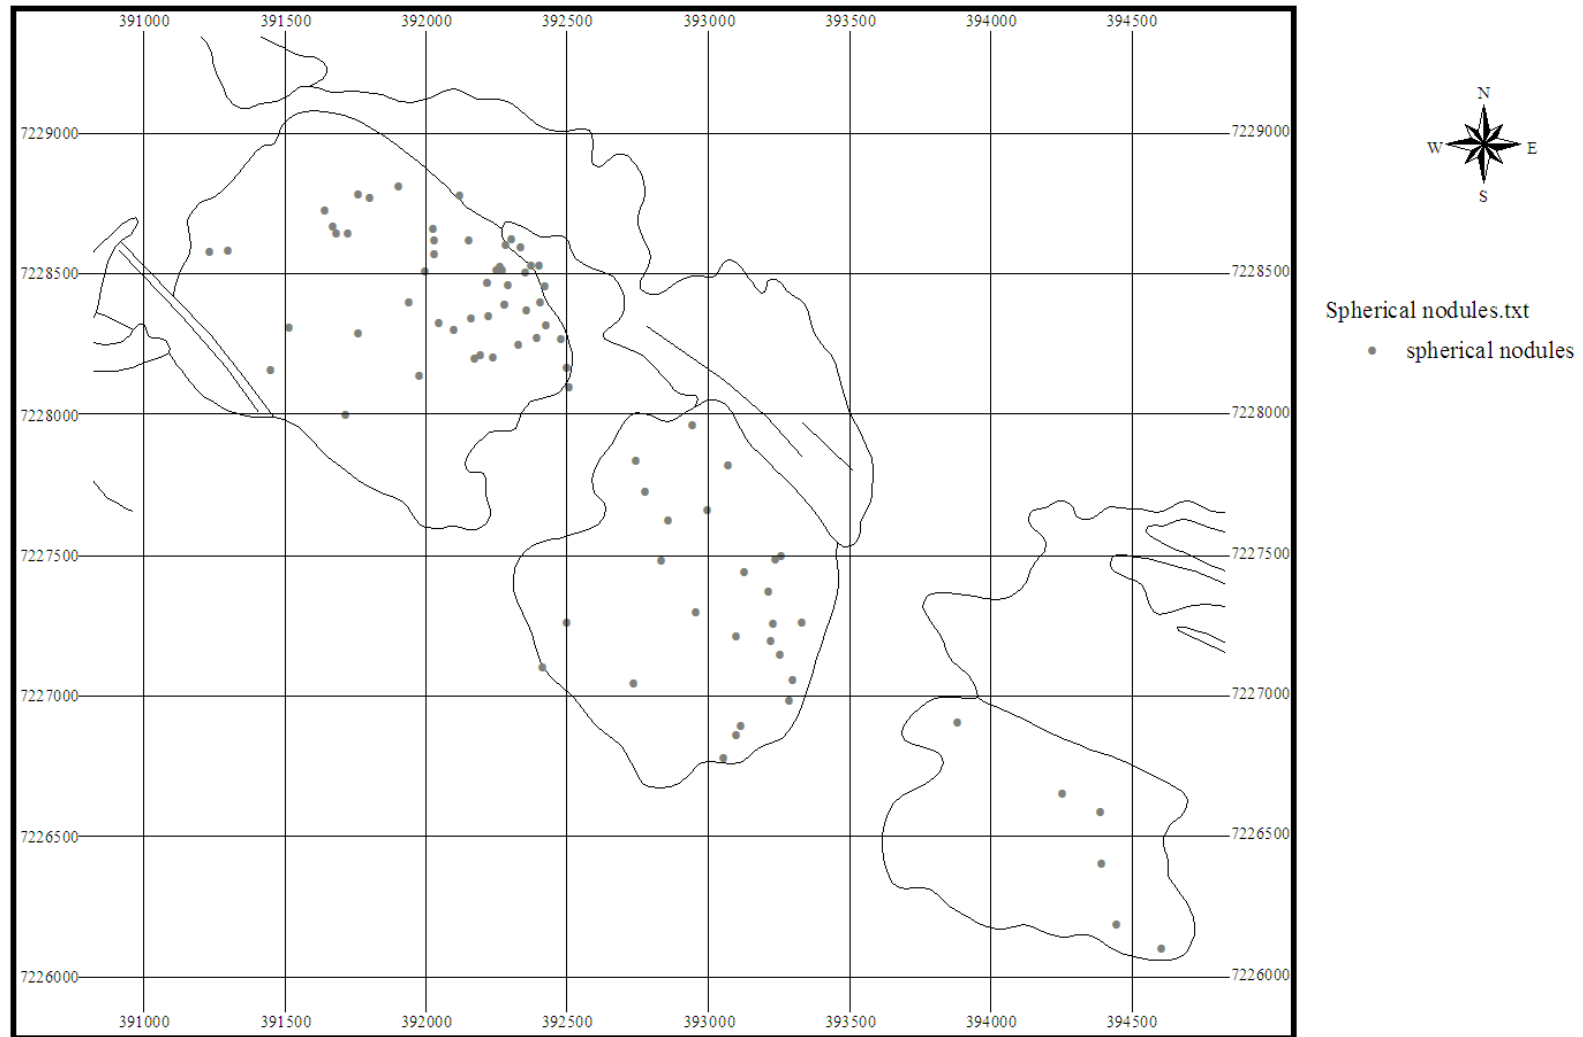 391000 391500 392000 392500 393000 393500 394000 394500
N
7229000 7229000
W E
S
7228500 7228500
Spherical nodules.txt
spherical nodules
7228000 7228000
7227500 7227500
7227000 7227000
7226500 7226500
7226000 7226000
391000 391500 392000 392500 393000 393500 394000 394500